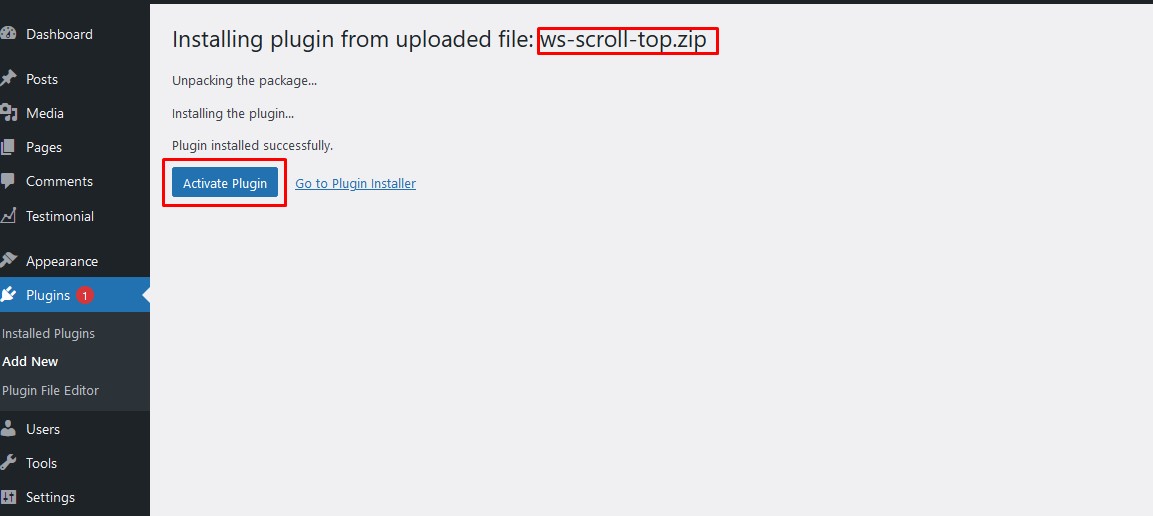 Dashboard
Posts
Media
Pages
Comments
Testimonial
Appearance
Plugins 1
Installed Plugins
Add New
Plugin File Editor
Users
Tools
Settings
Installing plugin from uploaded file: ws-scroll-top.zip
Unpacking the package...
Installing the plugin...
Plugin installed successfully.
Activate Plugin Go to Plugin Installer